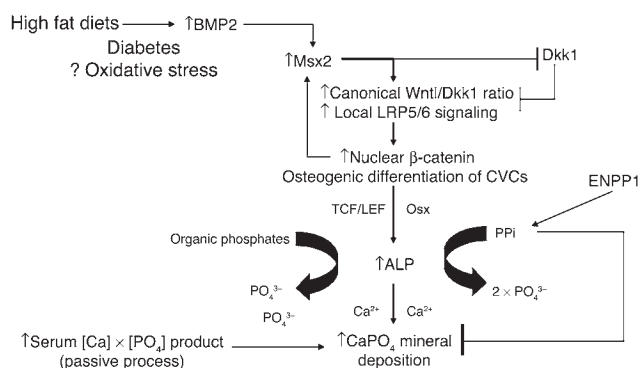 High fat diets
↑BMP2
Diabetes
? Oxidative stress
↑Msx2
Dkk1
↑Canonical Wntl/Dkk1 ratio
↑ Local LRP5/6 signaling
↑Nuclear β-catenin
Osteogenic differentiation of CVCs
ENPP1
TCF/LEF
Osx
Organic phosphates
PPi
↑ALP
PO₄³⁻
2 × PO₄³⁻
PO₄³⁻
Ca²⁺
Ca²⁺
↑Serum [Ca] × [PO₄] product
(passive process)
↑CaPO₄ mineral
deposition